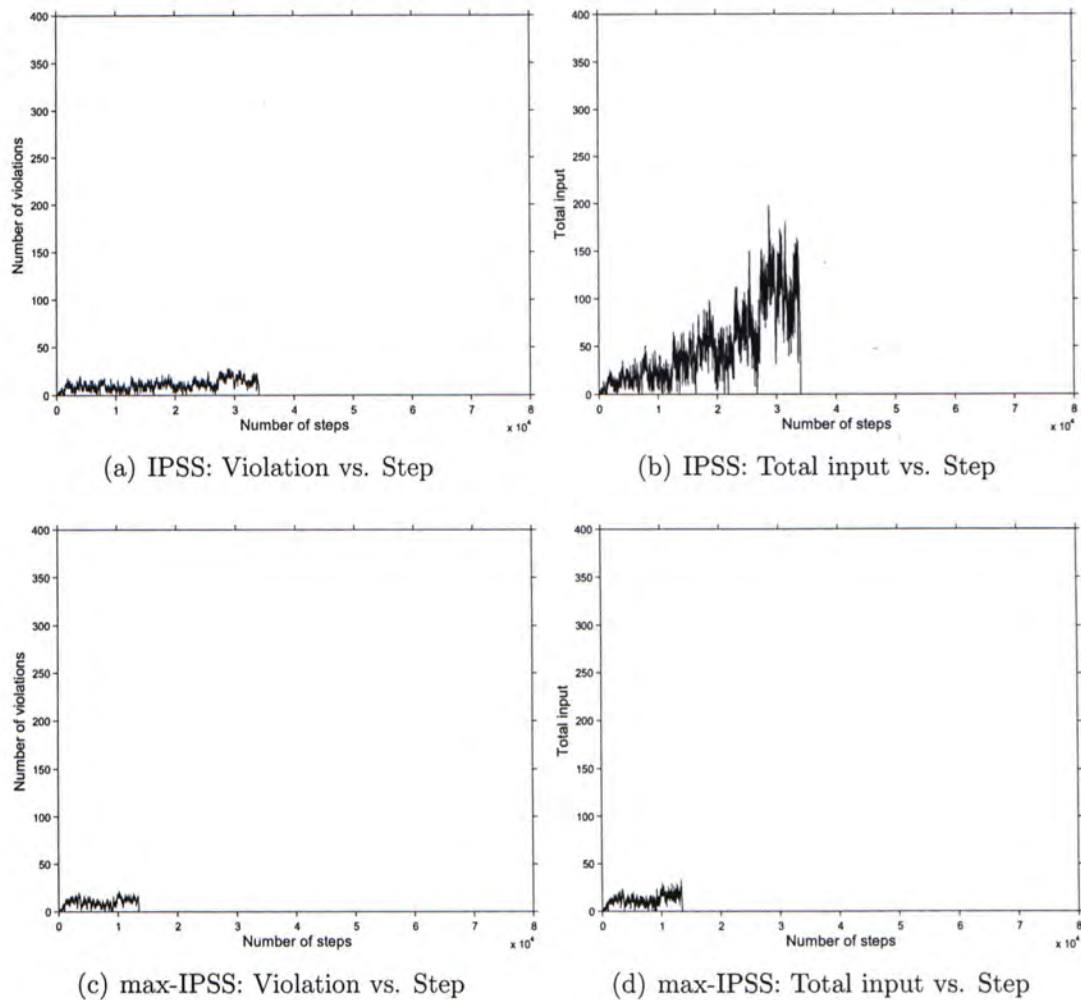 400
350
300
250
200
150
100
50
0
Number of violations
0 1 2 3 4 5 6 7 8
Number of steps
x 10⁴
(a) IPSS: Violation vs. Step
400
350
300
250
200
150
100
50
0
Total input
0 1 2 3 4 5 6 7 8
Number of steps
x 10⁴
(b) IPSS: Total input vs. Step
400
350
300
250
200
150
100
50
0
Number of violations
0 1 2 3 4 5 6 7 8
Number of steps
x 10⁴
(c) max-IPSS: Violation vs. Step
400
350
300
250
200
150
100
50
0
Total input
0 1 2 3 4 5 6 7 8
Number of steps
x 10⁴
(d) max-IPSS: Total input vs. Step